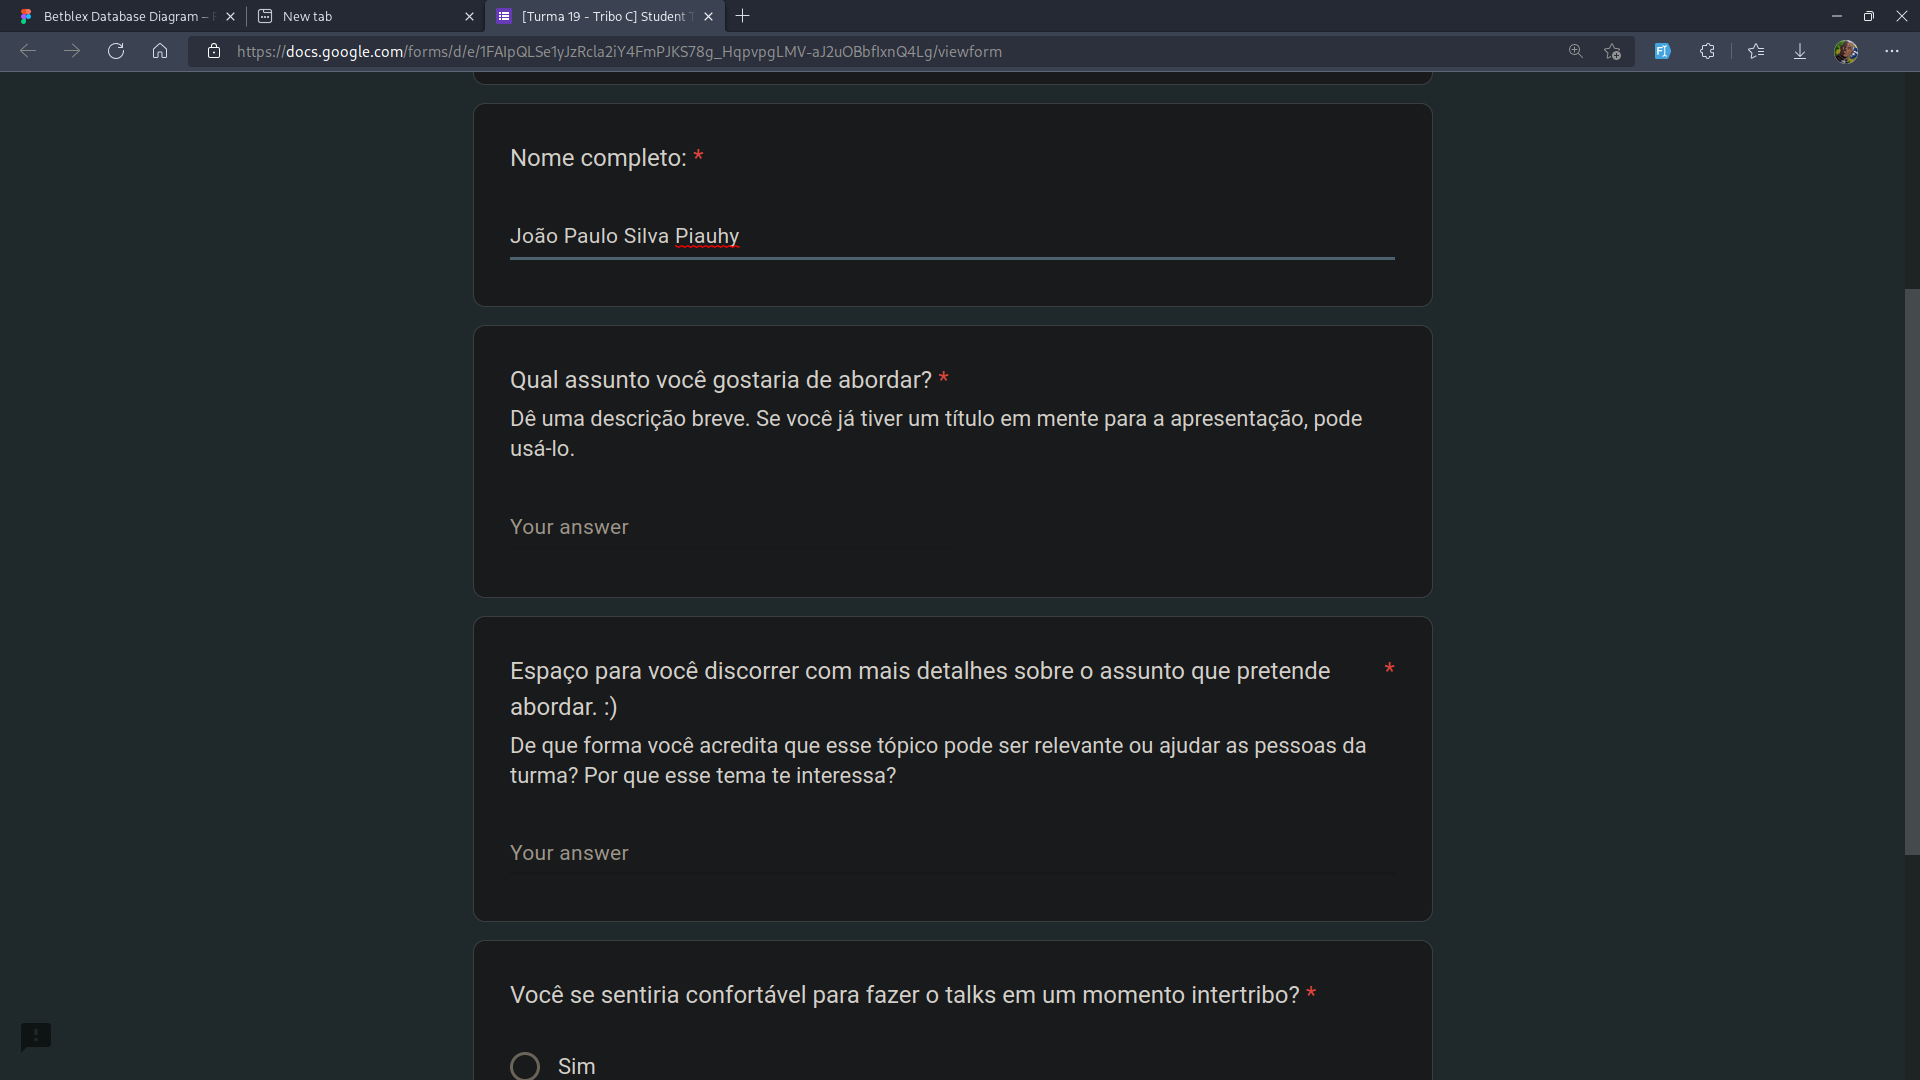 Betblex Database Diagram –
New tab
[Turma 19 - Tribo C] Student
https://docs.google.com/forms/d/e/1FAIpQLSe1yJzRcla2iY4FmPJKS78g_HqpvpgLMV-aJ2uOBbfIxnQ4Lg/viewform
Nome completo: *
João Paulo Silva Piauhy
Qual assunto você gostaria de abordar? *
Dê uma descrição breve. Se você já tiver um título em mente para a apresentação, pode
usá-lo.
Your answer
Espaço para você discorrer com mais detalhes sobre o assunto que pretende *
abordar. :)
De que forma você acredita que esse tópico pode ser relevante ou ajudar as pessoas da
turma? Por que esse tema te interessa?
Your answer
Você se sentiria confortável para fazer o talks em um momento intertribo? *
Sim